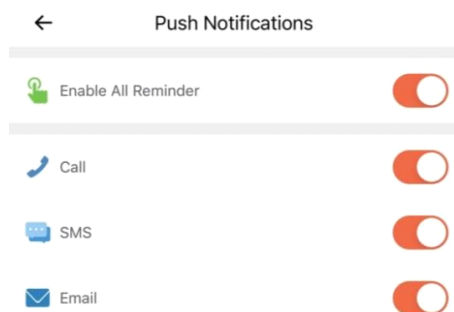 Push Notifications
Enable All Reminder
Call
SMS
Email